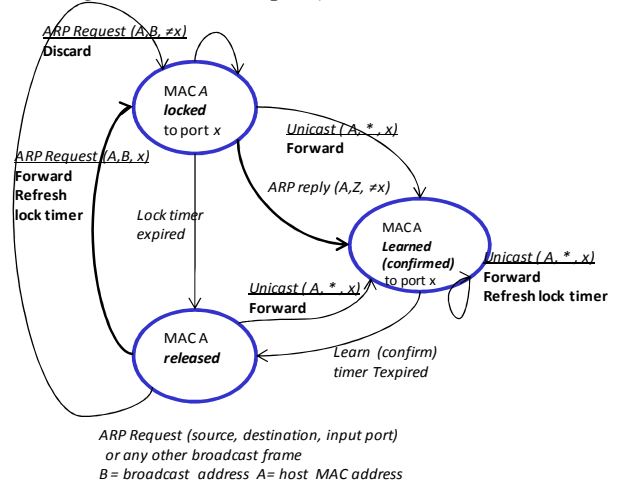 ARP Request (A,B, ≠x)
Discard
MAC A
locked
to port x
Unicast ( A, * , x)
Forward
ARP Request (A,B, x)
Forward
Refresh
lock timer
ARP reply (A,Z, ≠x)
Lock timer
expired
MAC A
Learned
(confirmed)
to port x
Unicast ( A, * , x)
Forward
Refresh lock timer
Unicast ( A, * , x)
Forward
MAC A
released
Learn (confirm)
timer Texpired
ARP Request (source, destination, input port)
or any other broadcast frame
B = broadcast address A= host MAC address